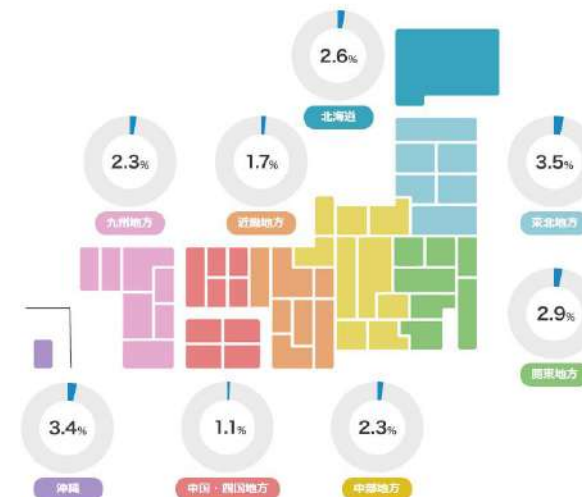 2.6%
北海道
2.3%
九州地方
1.7%
近畿地方
3.5%
東北地方
2.9%
関東地方
3.4%
沖縄
1.1%
中国・四国地方
2.3%
中部地方